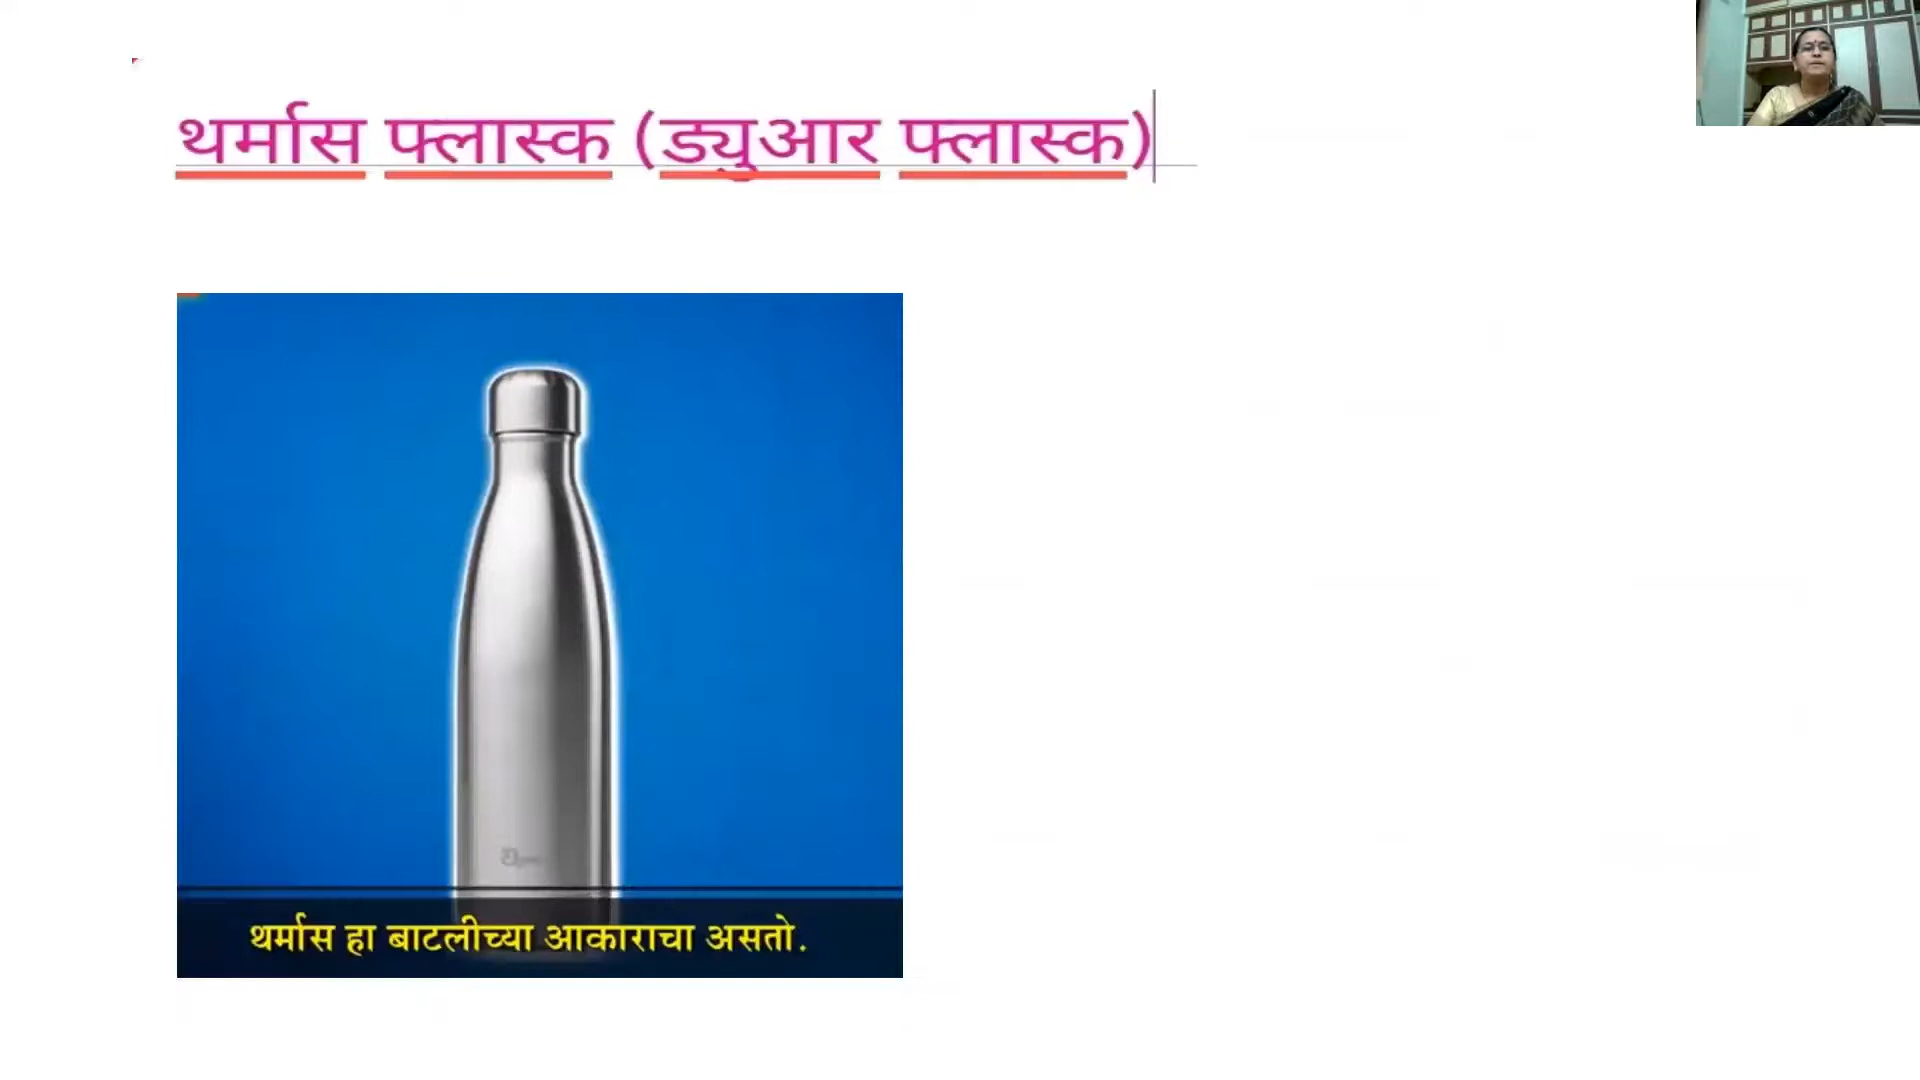 थर्मास फ्लास्क (ड्युआर फ्लास्क)
थर्मास हा बाटलीच्या आकाराचा असतो.